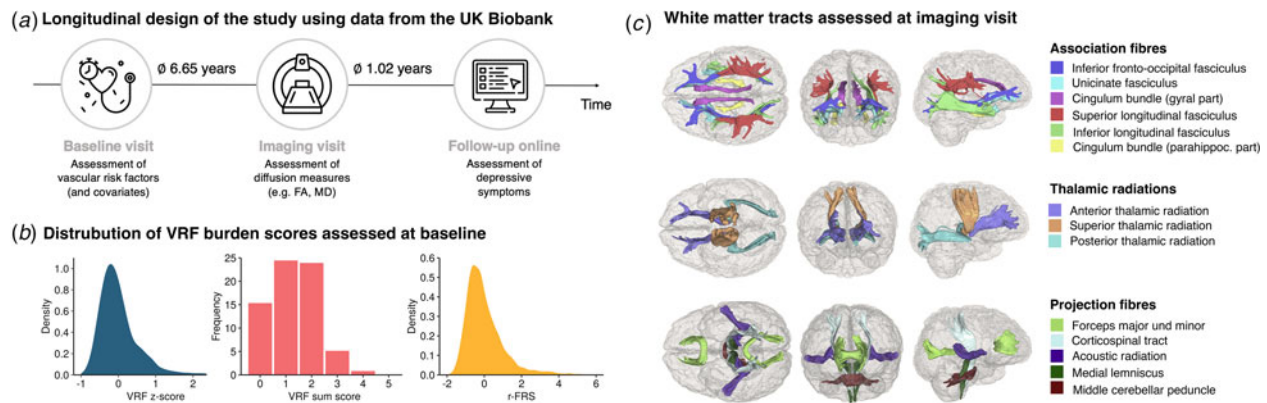 (a) Longitudinal design of the study using data from the UK Biobank
ø 6.65 years
ø 1.02 years
Time
Baseline visit
Assessment of
vascular risk factors
(and covariates)
Imaging visit
Assessment of
diffusion measures
(e.g. FA, MD)
Follow-up online
Assessment of
depressive
symptoms
(b) Distrubution of VRF burden scores assessed at baseline
Density
1.0
0.8
0.6
0.4
0.2
0.0
-1 0 1 2
VRF z-score
Frequency
25
20
15
10
5
0
0 1 2 3 4 5
VRF sum score
Density
0.6
0.5
0.4
0.3
0.2
0.1
0.0
-2 0 2 4 6
r-FRS
(c) White matter tracts assessed at imaging visit
Association fibres
Inferior fronto-occipital fasciculus
Unicinate fasciculus
Cingulum bundle (gyral part)
Superior longitudinal fasciculus
Inferior longitudinal fasciculus
Cingulum bundle (parahippoc. part)
Thalamic radiations
Anterior thalamic radiation
Superior thalamic radiation
Posterior thalamic radiation
Projection fibres
Forceps major und minor
Corticospinal tract
Acoustic radiation
Medial lemniscus
Middle cerebellar peduncle